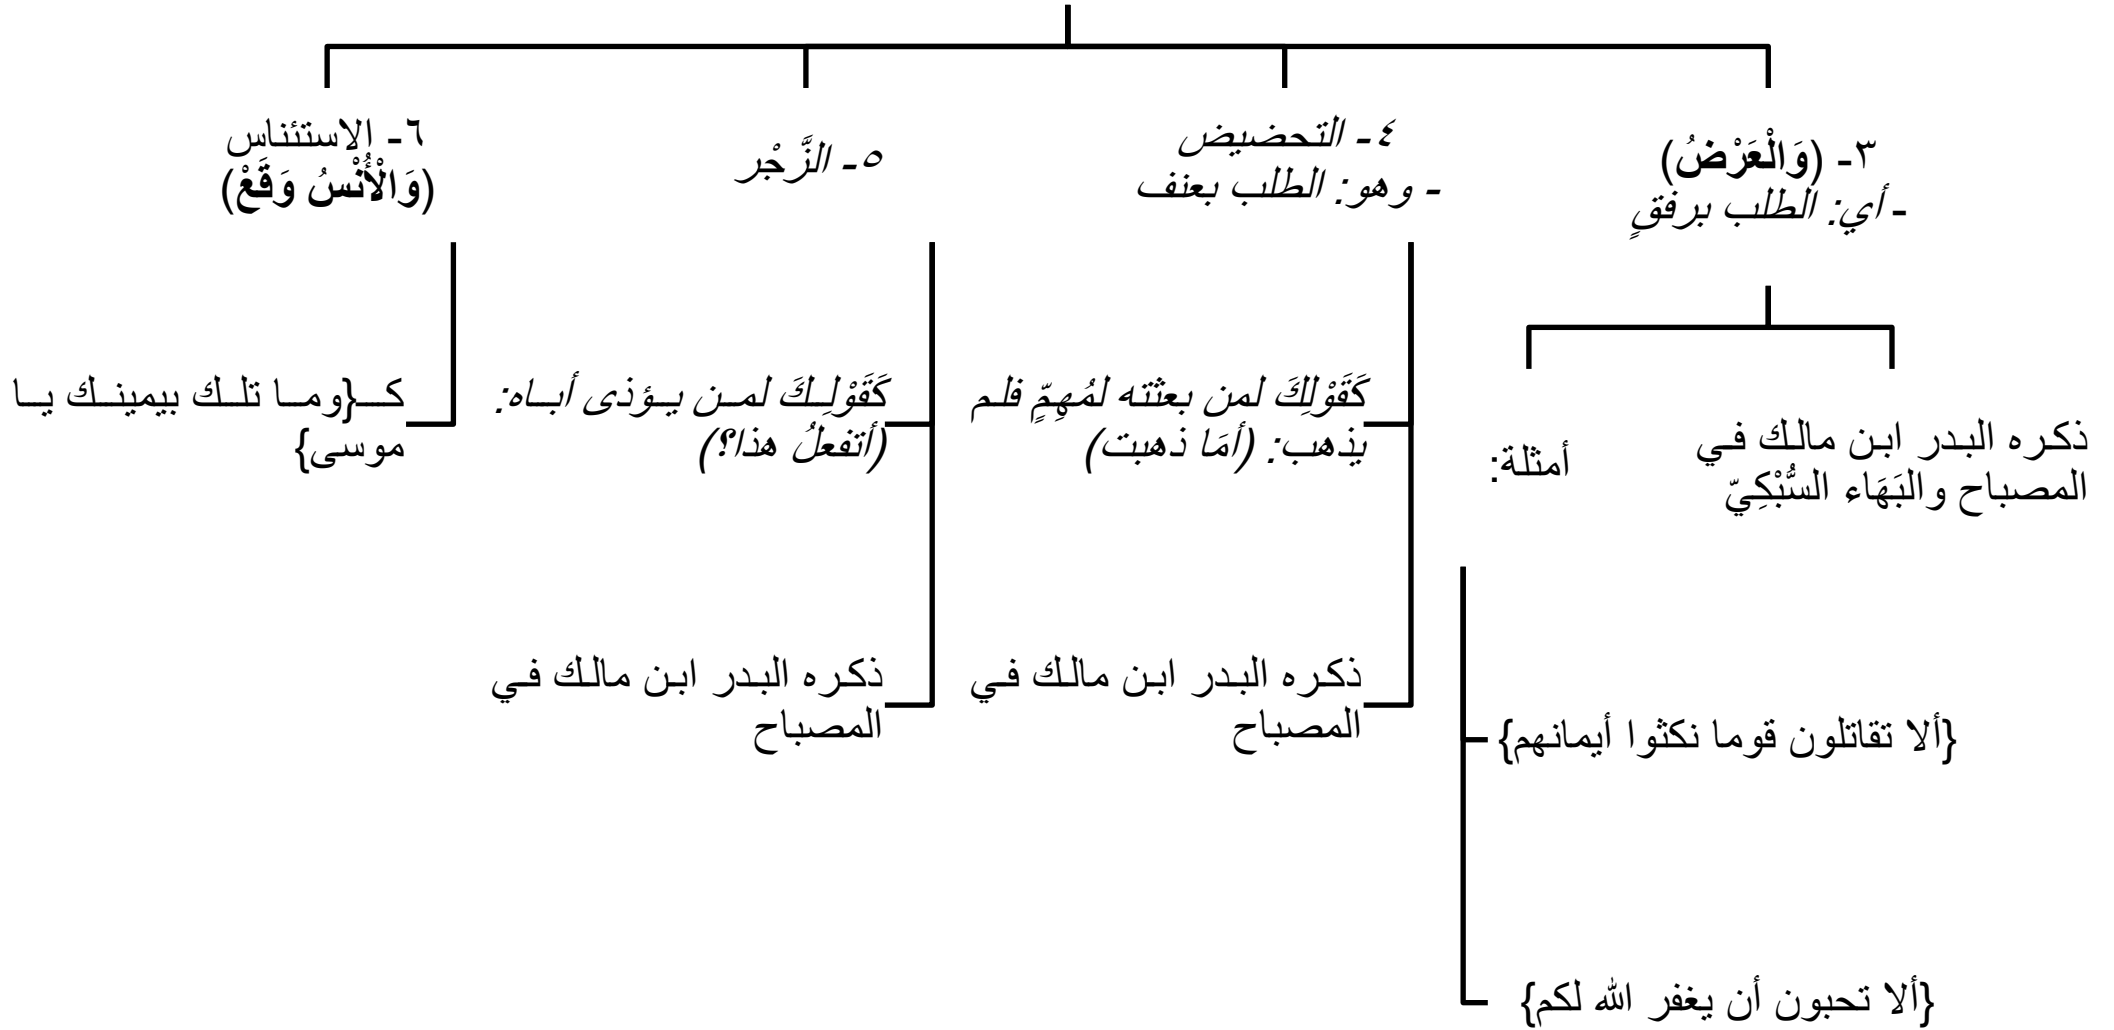 ٣- (وَالْعَرْضُ)
- أي: الطلب برفقٍ
ذكره البدر ابن مالك في
المصباح والبَهَاء السُّبْكِيّ
أمثلة:
{ألا تقاتلون قوما نكثوا أيمانهم}
{ألا تحبون أن يغفر الله لكم}
٤- التحضيض
- وهو: الطلب بعنف
كَقَوْلِكَ لمن بعثته لمُهِمٍّ فلم
يذهب: (أمَا ذهبت)
ذكره البدر ابن مالك في
المصباح
٥- الزَّجْر
كَقَوْلِكَ لمن يؤذى أباه:
(أتفعلُ هذا؟)
ذكره البدر ابن مالك في
المصباح
٦- الاستئناس
(وَالْأُنْسُ وَقَعْ)
كـ{وما تلك بيمينك يا
موسى}